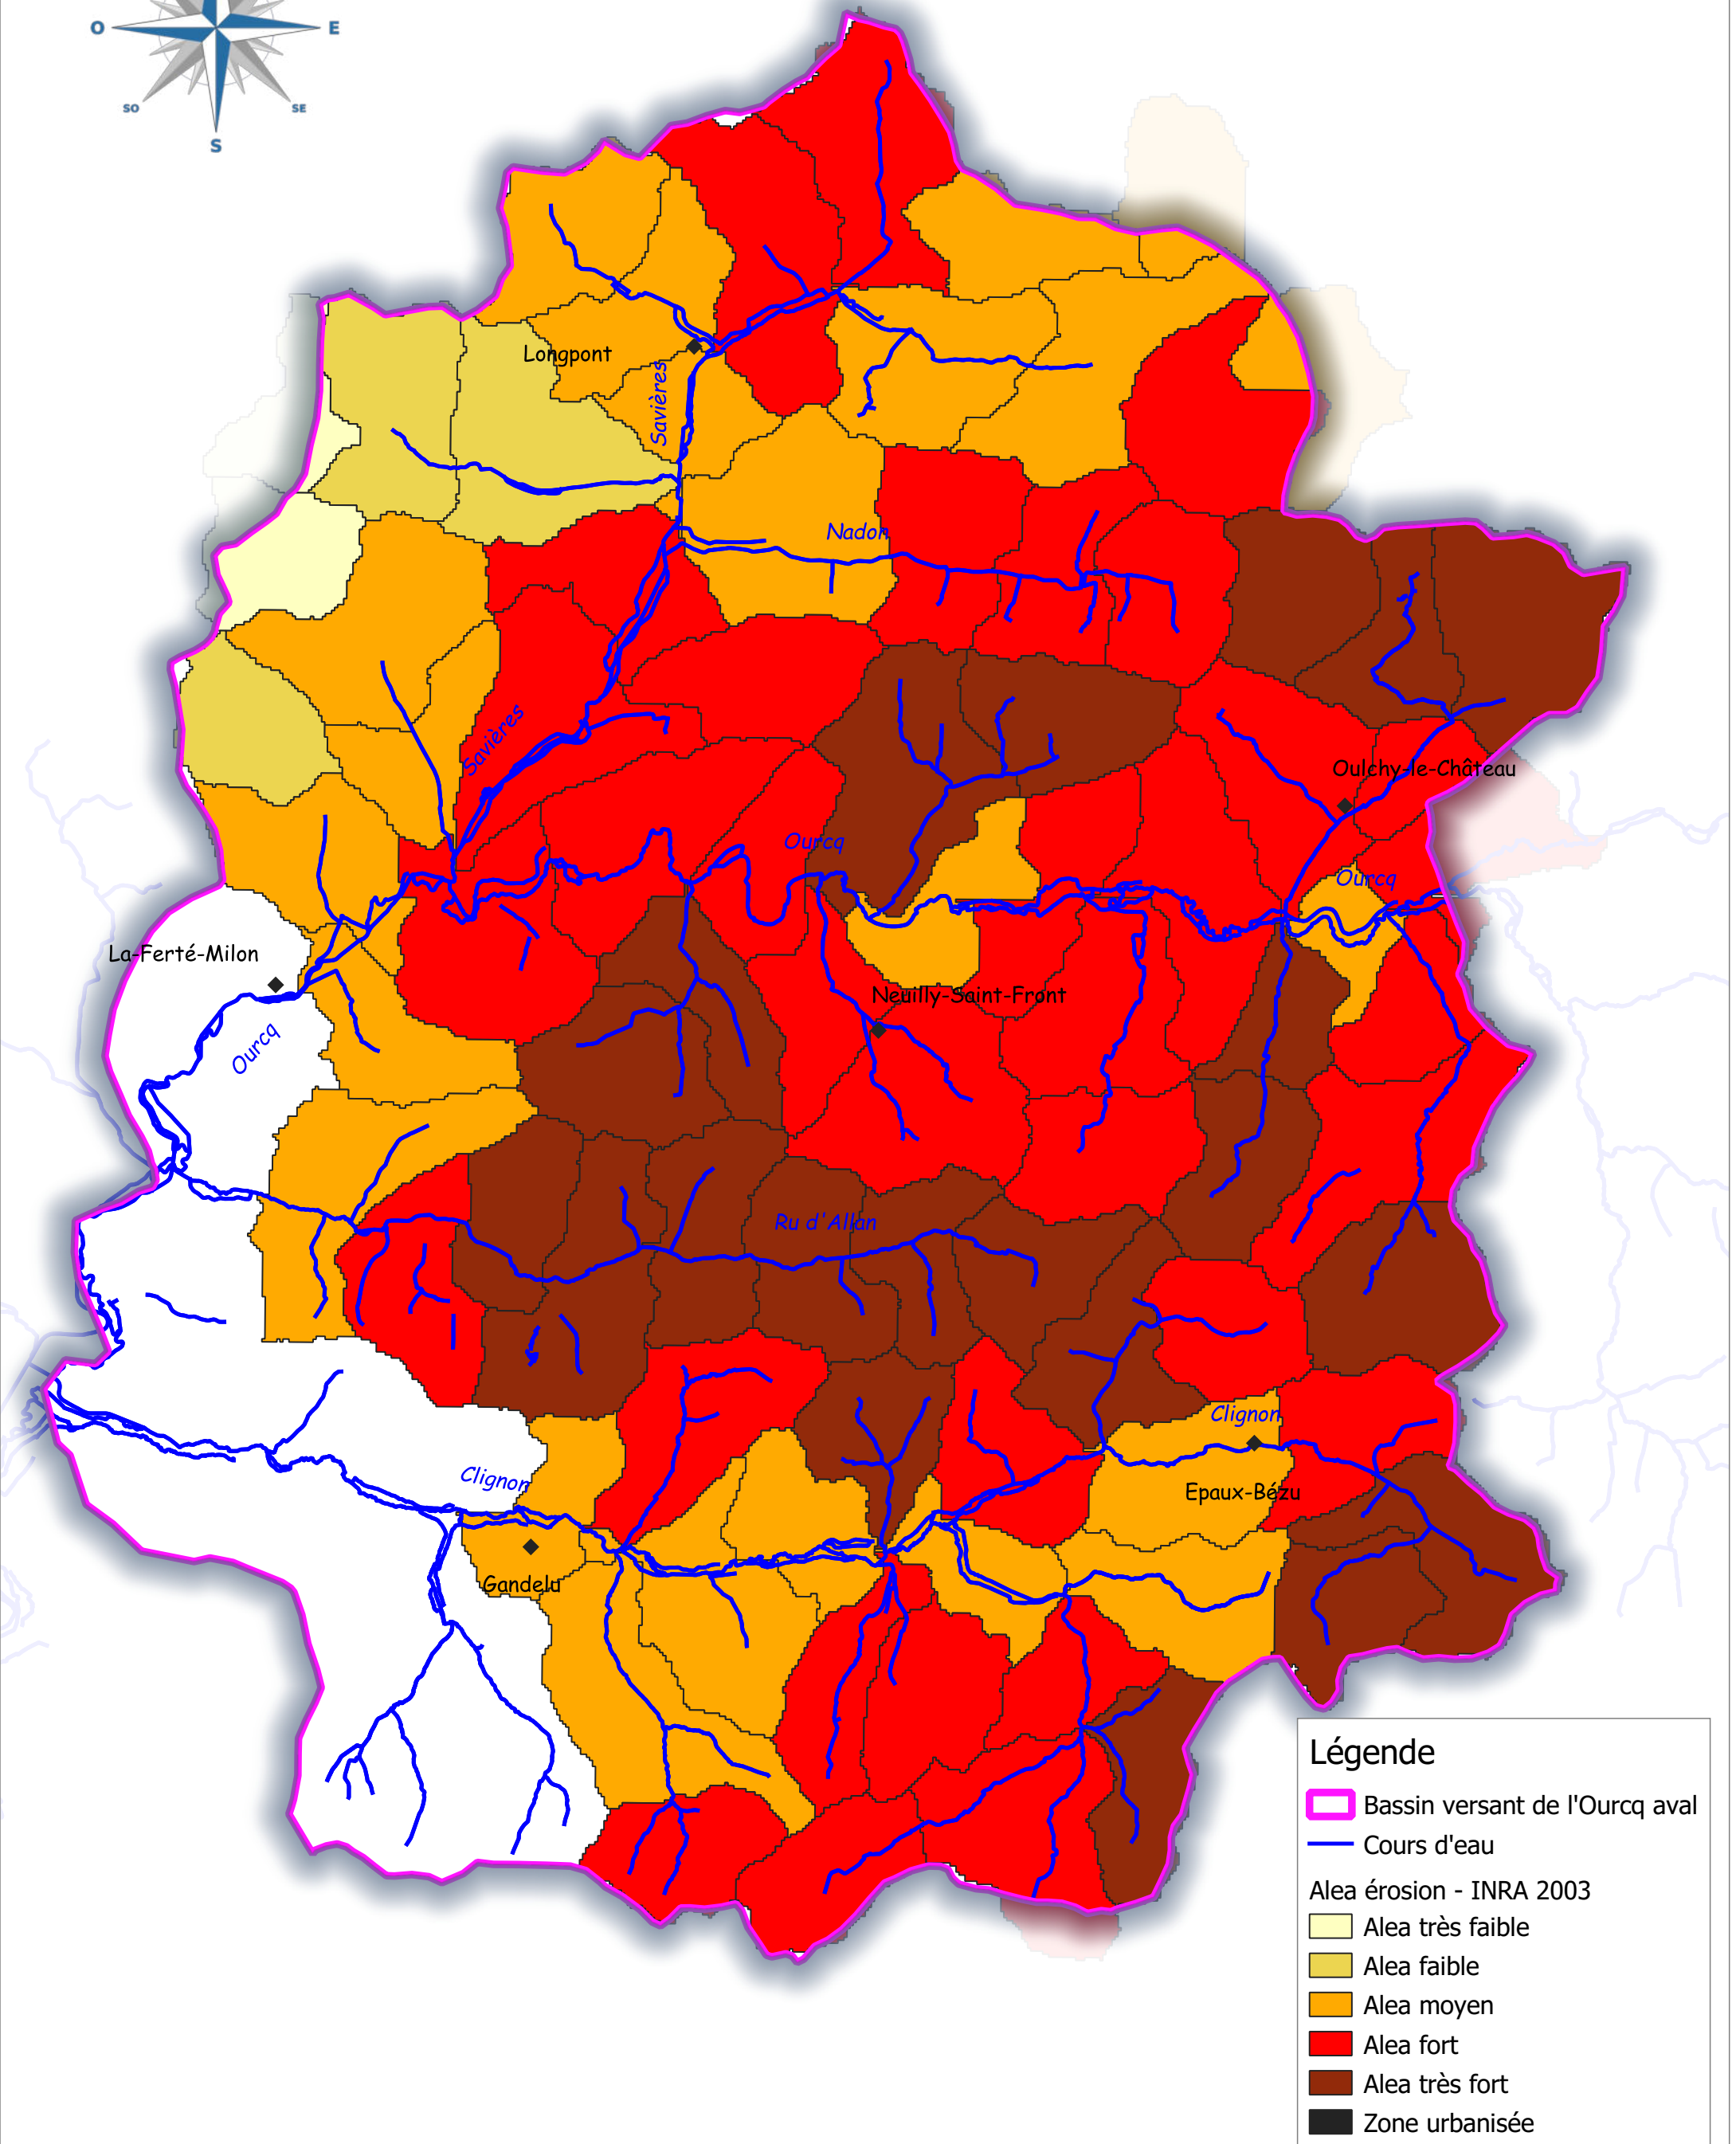 O
E
SO
SE
S
Longpont
Savières
Nadon
Savières
Oulchy-le-Château
Ourcq
Ourcq
La-Ferté-Milon
Neuilly-Saint-Front
Ourcq
Ru d'Allan
Clignon
Clignon
Epaux-Bézu
Gandelu
Légende
Bassin versant de l'Ourcq aval
Cours d'eau
Alea érosion - INRA 2003
Alea très faible
Alea faible
Alea moyen
Alea fort
Alea très fort
Zone urbanisée